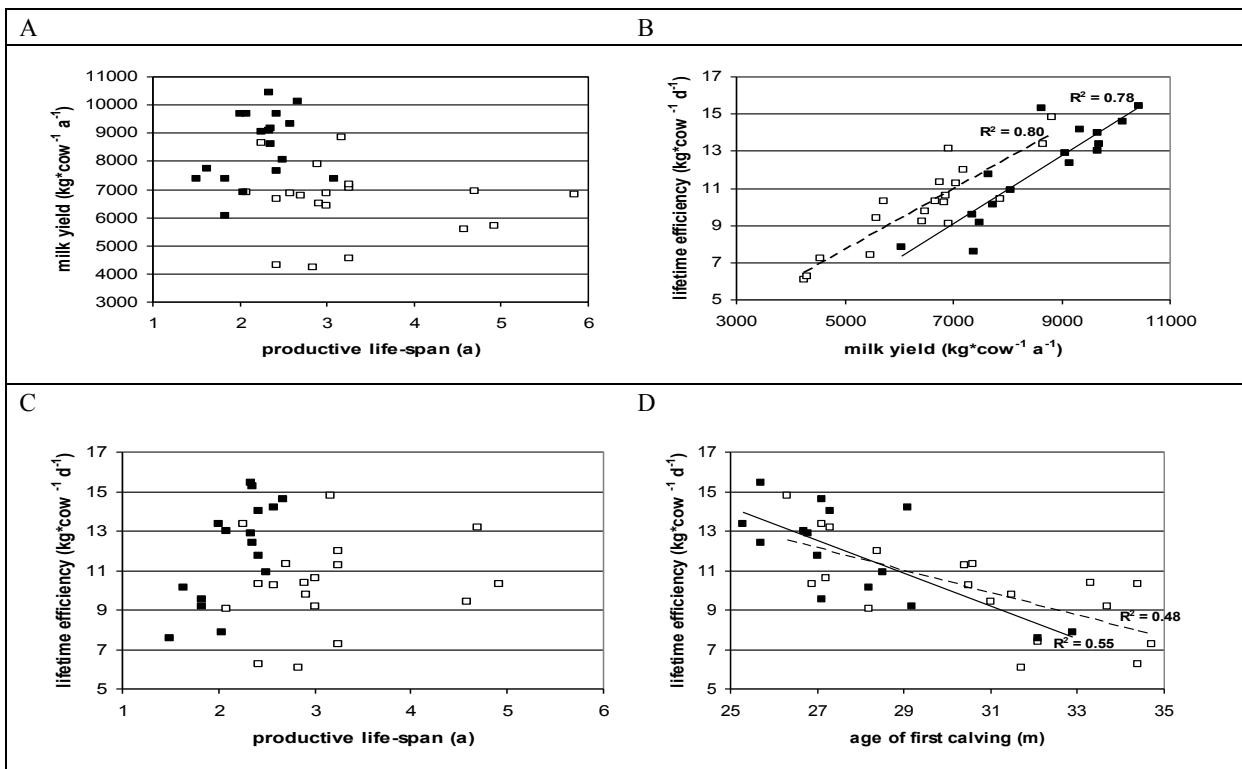 A
B
milk yield (kg*cow⁻¹ a⁻¹)
11000
10000
9000
8000
7000
6000
5000
4000
3000
1 2 3 4 5 6
productive life-span (a)
lifetime efficiency (kg*cow⁻¹ d⁻¹)
17
15
13
11
9
7
5
R² = 0.78
R² = 0.80
3000 5000 7000 9000 11000
milk yield (kg*cow⁻¹ a⁻¹)
C
D
lifetime efficiency (kg*cow⁻¹ d⁻¹)
17
15
13
11
9
7
5
1 2 3 4 5 6
productive life-span (a)
lifetime efficiency (kg*cow⁻¹ d⁻¹)
17
15
13
11
9
7
5
R² = 0.48
R² = 0.55
25 27 29 31 33 35
age of first calving (m)